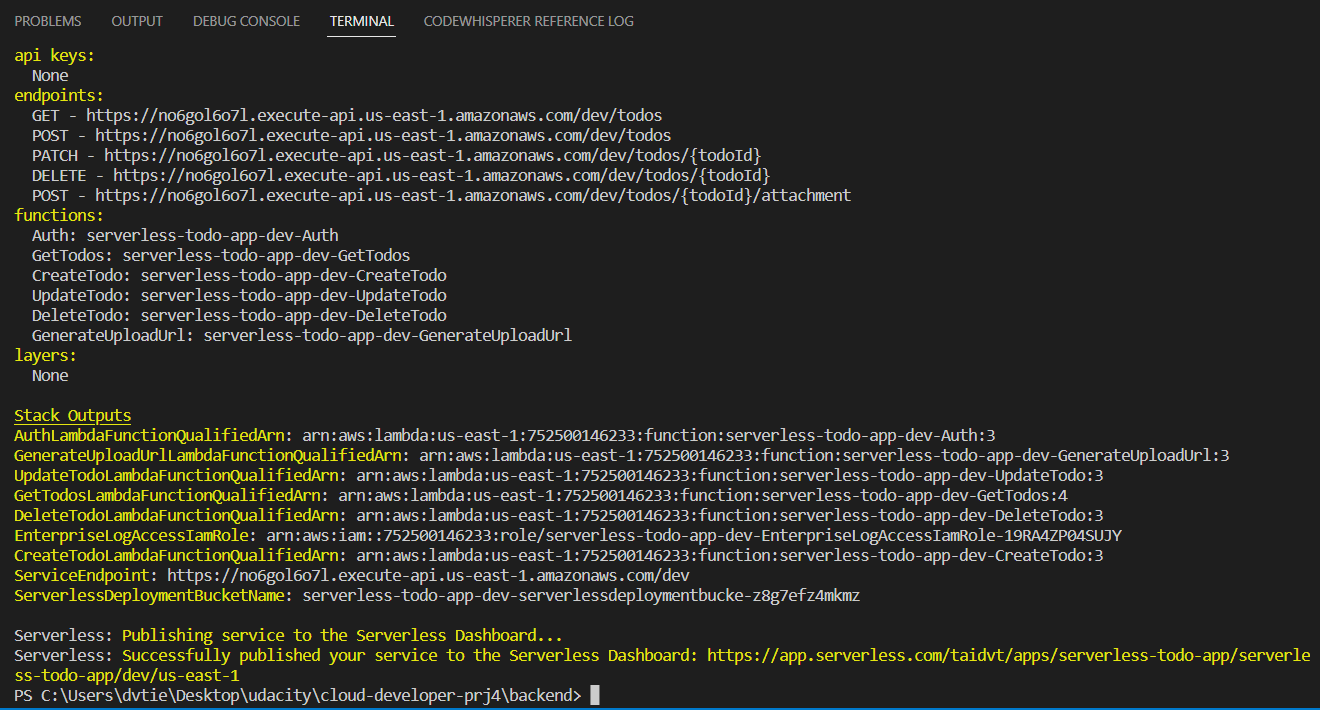 PROBLEMS OUTPUT DEBUG CONSOLE TERMINAL CODEWHISPERER REFERENCE LOG
api keys:
  None
endpoints:
  GET - https://no6gol6o7l.execute-api.us-east-1.amazonaws.com/dev/todos
  POST - https://no6gol6o7l.execute-api.us-east-1.amazonaws.com/dev/todos
  PATCH - https://no6gol6o7l.execute-api.us-east-1.amazonaws.com/dev/todos/{todoId}
  DELETE - https://no6gol6o7l.execute-api.us-east-1.amazonaws.com/dev/todos/{todoId}
  POST - https://no6gol6o7l.execute-api.us-east-1.amazonaws.com/dev/todos/{todoId}/attachment
functions:
  Auth: serverless-todo-app-dev-Auth
  GetTodos: serverless-todo-app-dev-GetTodos
  CreateTodo: serverless-todo-app-dev-CreateTodo
  UpdateTodo: serverless-todo-app-dev-UpdateTodo
  DeleteTodo: serverless-todo-app-dev-DeleteTodo
  GenerateUploadUrl: serverless-todo-app-dev-GenerateUploadUrl
layers:
  None
Stack Outputs
AuthLambdaFunctionQualifiedArn: arn:aws:lambda:us-east-1:752500146233:function:serverless-todo-app-dev-Auth:3
GenerateUploadUrlLambdaFunctionQualifiedArn: arn:aws:lambda:us-east-1:752500146233:function:serverless-todo-app-dev-GenerateUploadUrl:3
UpdateTodoLambdaFunctionQualifiedArn: arn:aws:lambda:us-east-1:752500146233:function:serverless-todo-app-dev-UpdateTodo:3
GetTodosLambdaFunctionQualifiedArn: arn:aws:lambda:us-east-1:752500146233:function:serverless-todo-app-dev-GetTodos:4
DeleteTodoLambdaFunctionQualifiedArn: arn:aws:lambda:us-east-1:752500146233:function:serverless-todo-app-dev-DeleteTodo:3
EnterpriseLogAccessIamRole: arn:aws:iam::752500146233:role/serverless-todo-app-dev-EnterpriseLogAccessIamRole-19RA4ZP04SUJY
CreateTodoLambdaFunctionQualifiedArn: arn:aws:lambda:us-east-1:752500146233:function:serverless-todo-app-dev-CreateTodo:3
ServiceEndpoint: https://no6gol6o7l.execute-api.us-east-1.amazonaws.com/dev
ServerlessDeploymentBucketName: serverless-todo-app-dev-serverlessdeploymentbucke-z8g7efz4mkmz
Serverless: Publishing service to the Serverless Dashboard...
Serverless: Successfully published your service to the Serverless Dashboard: https://app.serverless.com/taidvt/apps/serverless-todo-app/serverle
ss-todo-app/dev/us-east-1
PS C:\Users\dvtie\Desktop\udacity\cloud-developer-prj4\backend>